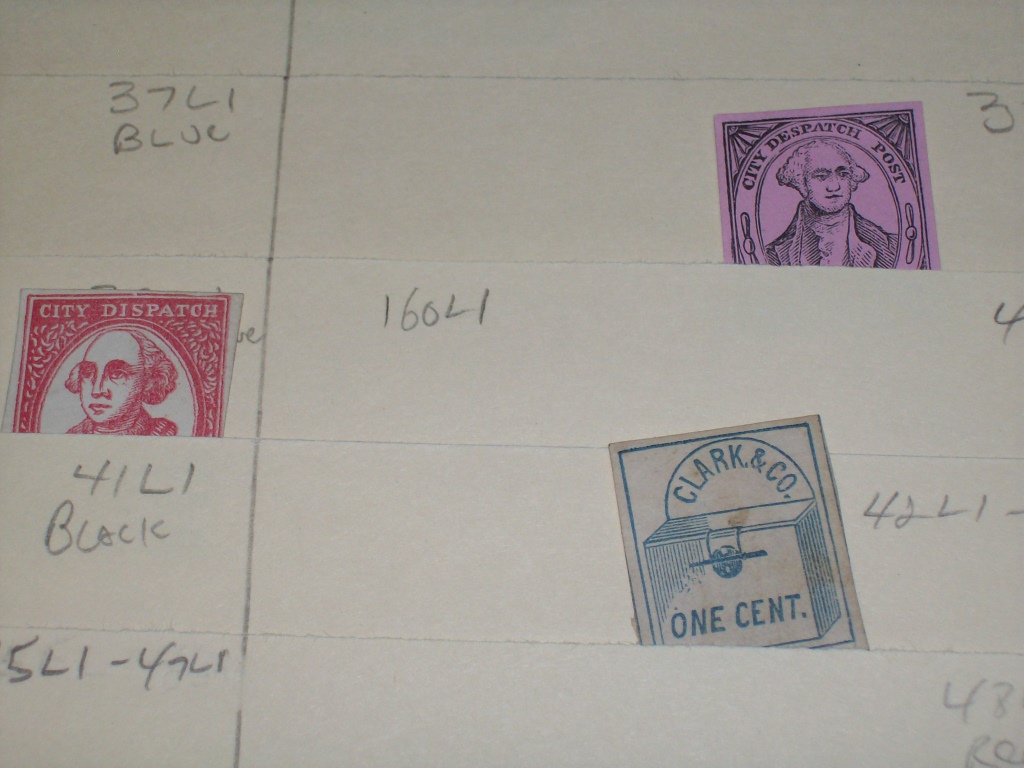 37L1
BLUE
CITY DESPATCH POST
3
CITY DISPATCH
160L1
4
41L1
Black
CLARK & CO.
ONE CENT.
42L1-
5L1-47L1
48
Re